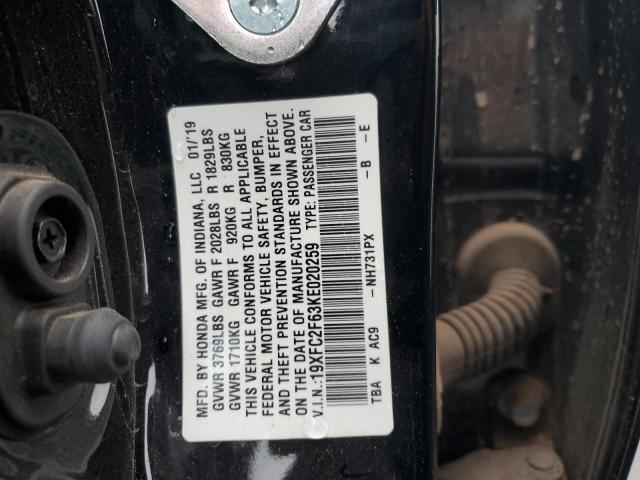 MFD. BY HONDA MFG. OF INDIANA, LLC 01/'19
GVWR 3769LBS GAWR F 2028LBS R 1829LBS
GVWR 1710KG GAWR F 920KG R 830KG
THIS VEHICLE CONFORMS TO ALL APPLICABLE
FEDERAL MOTOR VEHICLE SAFETY, BUMPER,
AND THEFT PREVENTION STANDARDS IN EFFECT
ON THE DATE OF MANUFACTURE SHOWN ABOVE.
V.I.N.:19XFC2F63KE020259 TYPE: PASSENGER CAR
TBA K AC9 -NH731PX -B -E